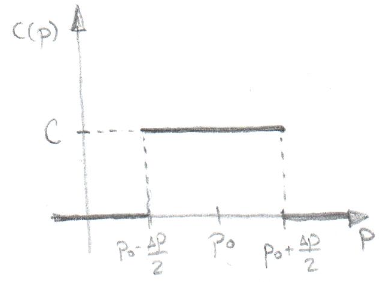 C(p)
C
p₀ - Δp/2
p₀
p₀ + Δp/2
p